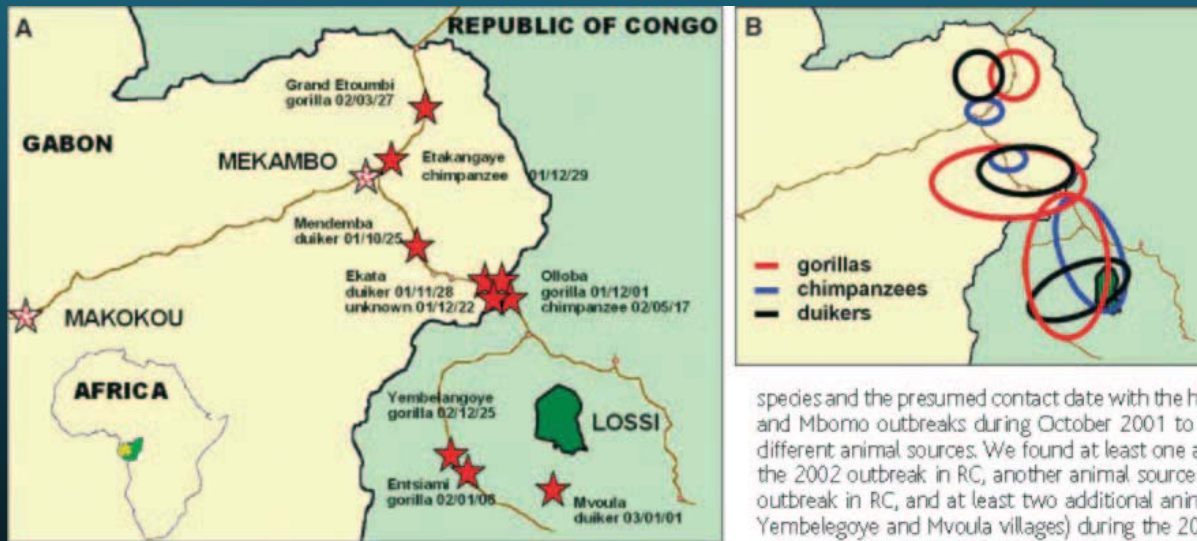 A
REPUBLIC OF CONGO
Grand Etoumbi
gorilla 02/03/27
GABON
MEKAMBO
Etakangaye
chimpanzee 01/12/29
Mendemba
duiker 01/10/25
Ekata
duiker 01/11/28
unknown 01/12/22
Olloba
gorilla 01/12/01
chimpanzee 02/05/17
MAKOKOU
AFRICA
Yembelangoye
gorilla 02/12/25
LOSSI
Entsiami
gorilla 02/01/06
Mvoula
duiker 03/01/01
B
gorillas
chimpanzees
duikers
species and the presumed contact date with the h
and Mbomo outbreaks during October 2001 to
different animal sources. We found at least one a
the 2002 outbreak in RC, another animal source
outbreak in RC, and at least two additional anim
Yembelegoye and Mvoula villages) during the 20